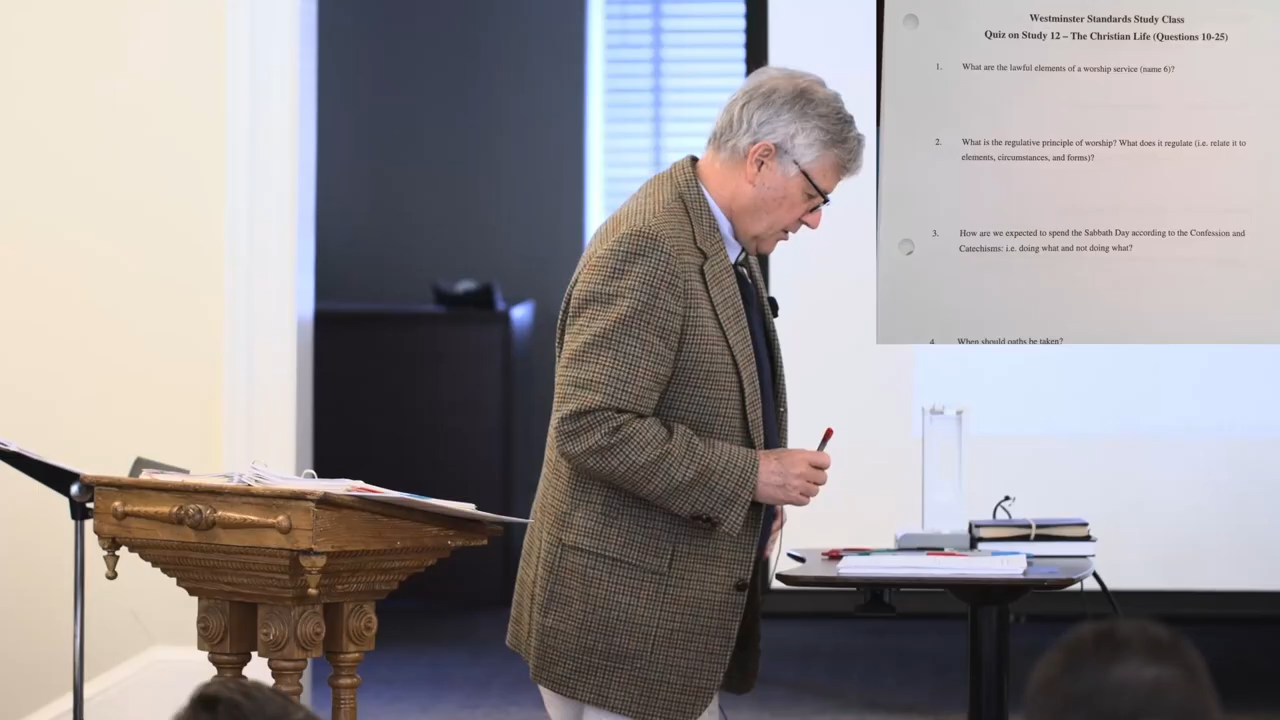 Westminster Standards Study Class
Quiz on Study 12 – The Christian Life (Questions 10-25)
1. What are the lawful elements of a worship service (name 6)?
2. What is the regulative principle of worship? What does it regulate (i.e. relate it to
elements, circumstances, and forms)?
3. How are we expected to spend the Sabbath Day according to the Confession and
Catechisms: i.e. doing what and not doing what?
4. When should oaths be taken?